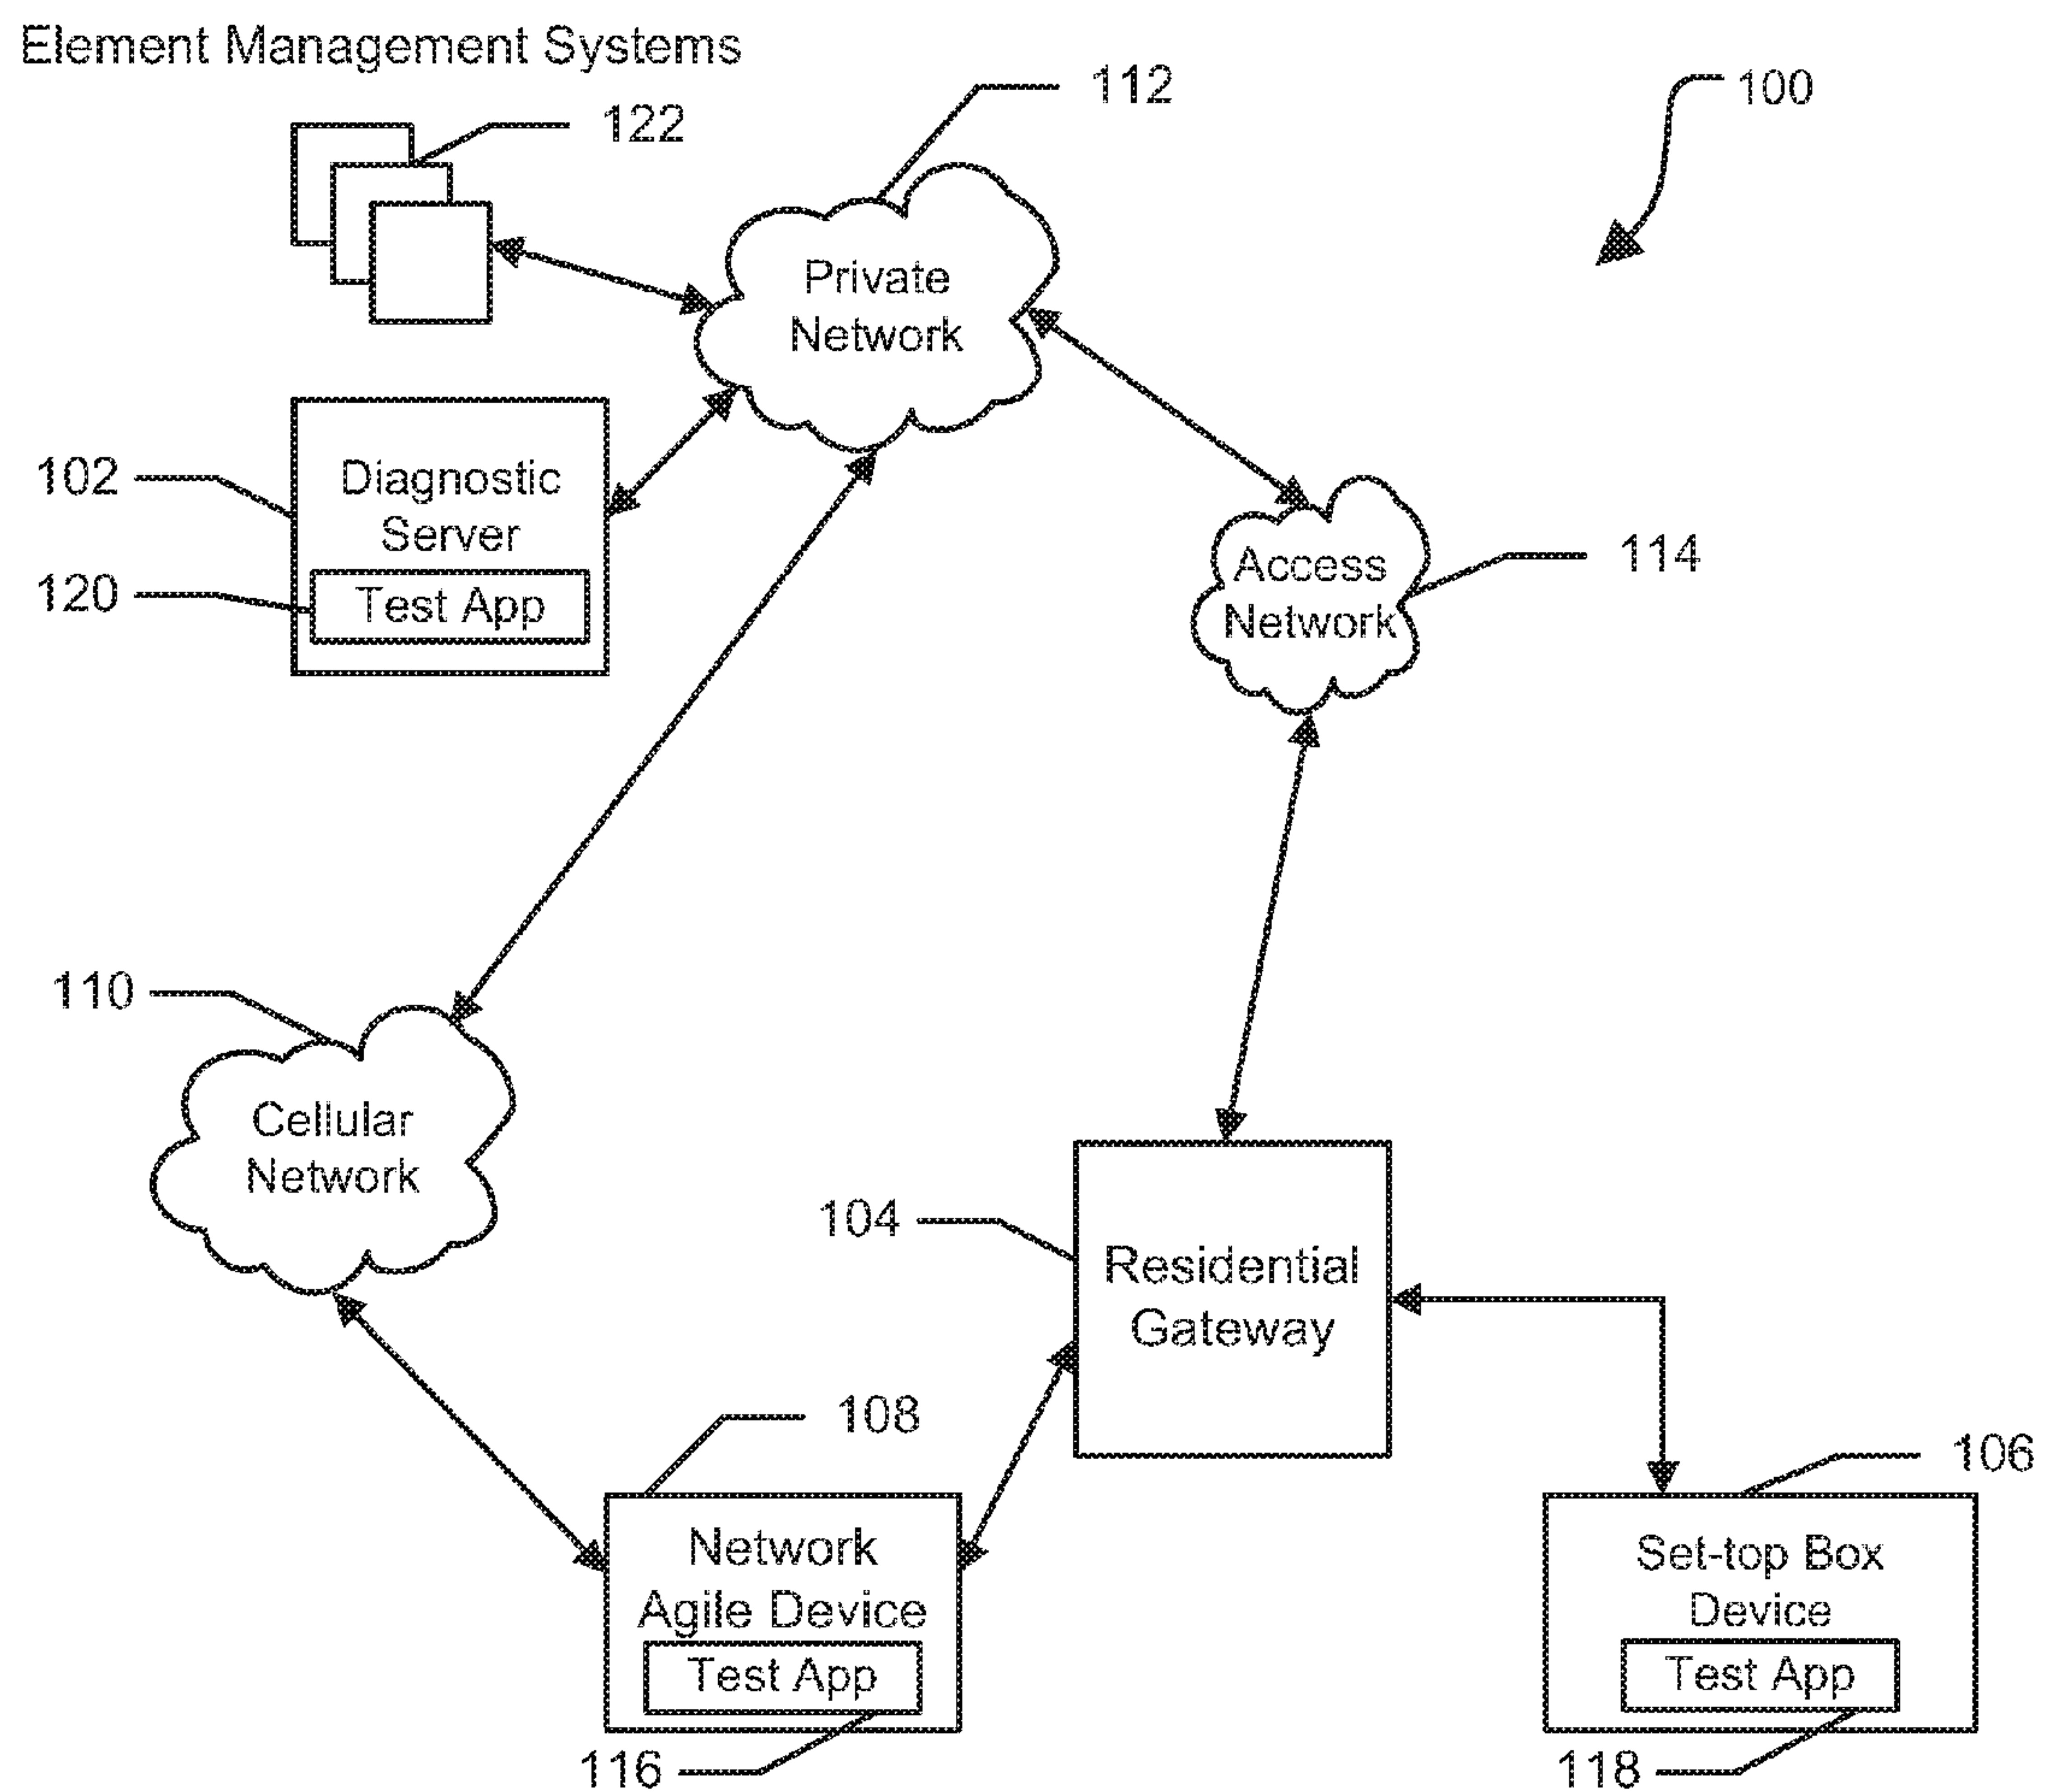 Element Management Systems
112
100
122
Private
Network
102
Diagnostic
Server
120
Test App
Access
Network
114
110
Cellular
Network
104
Residential
Gateway
108
Network
Agile Device
Test App
116
106
Set-top Box
Device
Test App
118